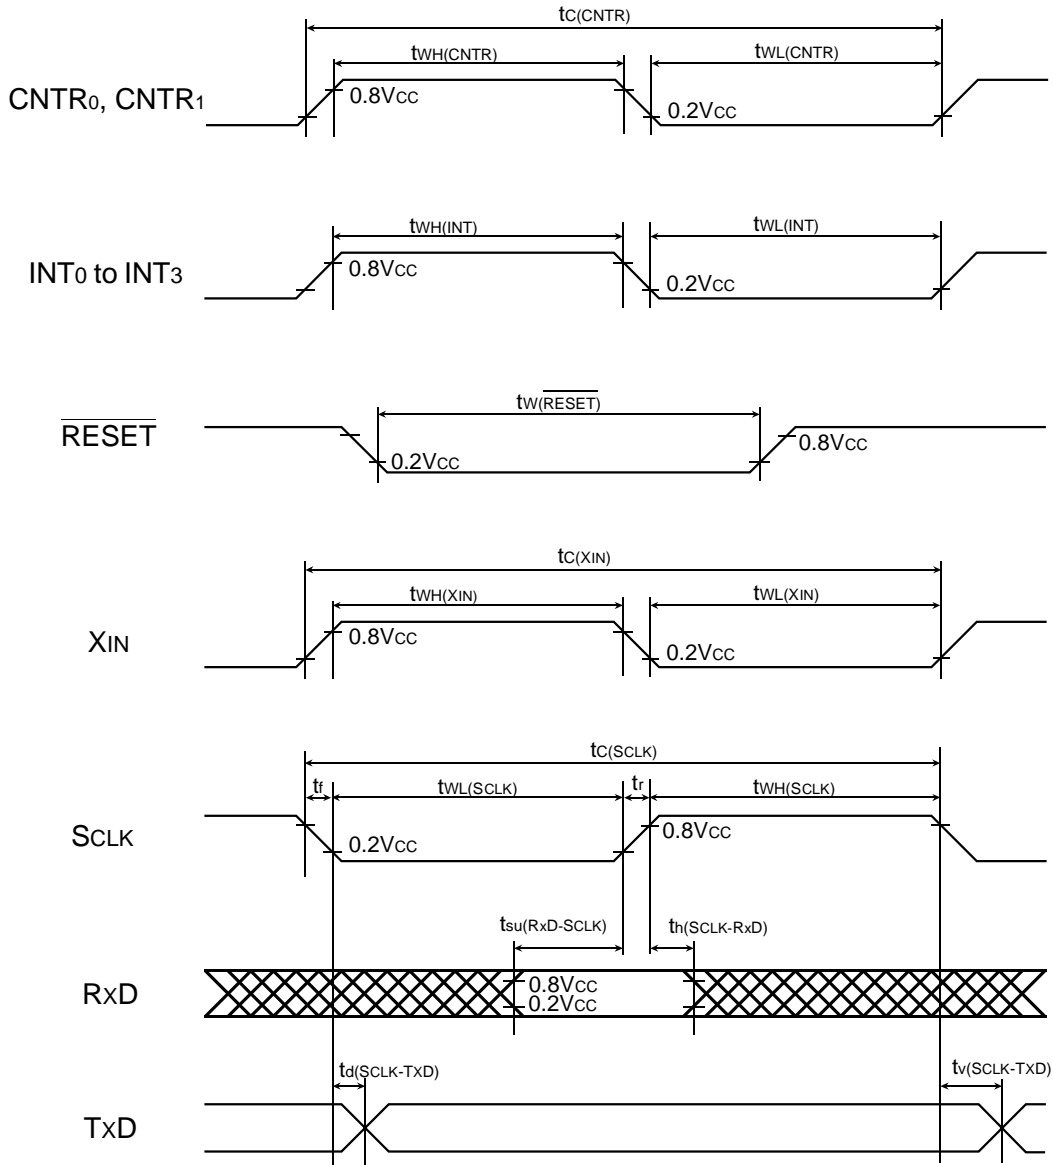 tC(CNTR)
tWH(CNTR) tWL(CNTR)
CNTR0, CNTR1 0.8VCC 0.2VCC
tWH(INT) tWL(INT)
INT0 to INT3 0.8VCC 0.2VCC
tW(RESET)
RESET 0.2VCC 0.8VCC
tC(XIN)
tWH(XIN) tWL(XIN)
XIN 0.8VCC 0.2VCC
tC(SCLK)
tf tWL(SCLK) tr tWH(SCLK)
SCLK 0.2VCC 0.8VCC
tsu(RxD-SCLK) th(SCLK-RxD)
RXD 0.8VCC
0.2VCC
td(SCLK-TXD) tv(SCLK-TXD)
TXD